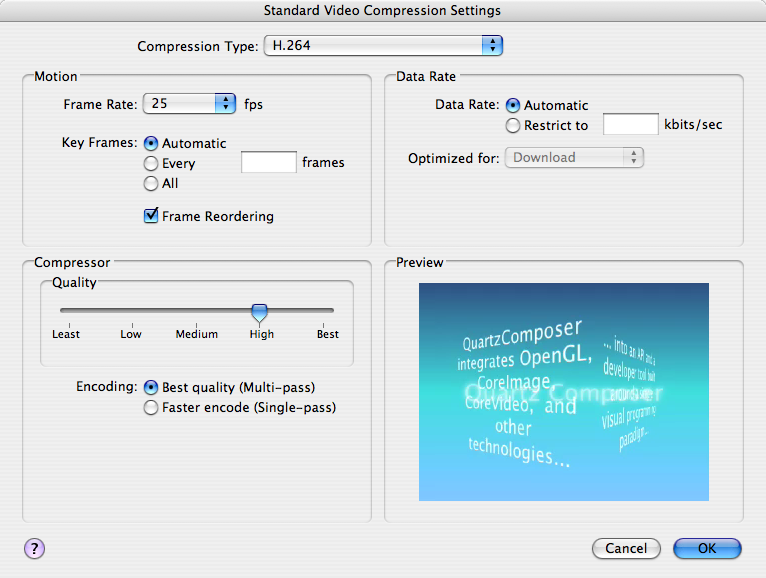 Standard Video Compression Settings
Compression Type: H.264
Motion
Frame Rate: 25 fps
Key Frames: Automatic
Every frames
All
Frame Reordering
Data Rate
Data Rate: Automatic
Restrict to kbits/sec
Optimized for: Download
Compressor
Quality
Least Low Medium High Best
Encoding: Best quality (Multi-pass)
Faster encode (Single-pass)
Preview
QuartzComposer
integrates OpenGL,
CoreImage,
CoreVideo, and
other
technologies...
Quartz Composer
... into an API and a
developer tool built
visual programming
paradigm...
?
Cancel
OK